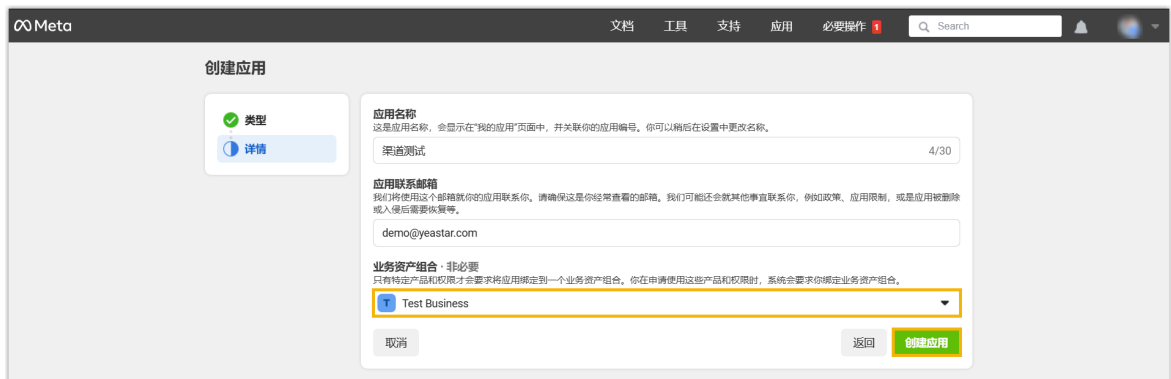 Meta
文档 工具 支持 应用 必要操作 1 Search
创建应用
类型
详情
应用名称
这是应用名称，会显示在“我的应用”页面中，并关联你的应用编号。你可以稍后在设置中更改名称。
渠道测试 4/30
应用联系邮箱
我们将使用这个邮箱就你的应用联系你。请确保这是你经常查看的邮箱。我们可能还会就其他事宜联系你，例如政策、应用限制，或是应用被删除
或入侵后需要恢复等。
demo@yeastar.com
业务资产组合 · 非必要
只有特定产品和权限才会要求将应用绑定到一个业务资产组合。你在申请使用这些产品和权限时，系统会要求你绑定业务资产组合。
T Test Business
取消 返回 创建应用